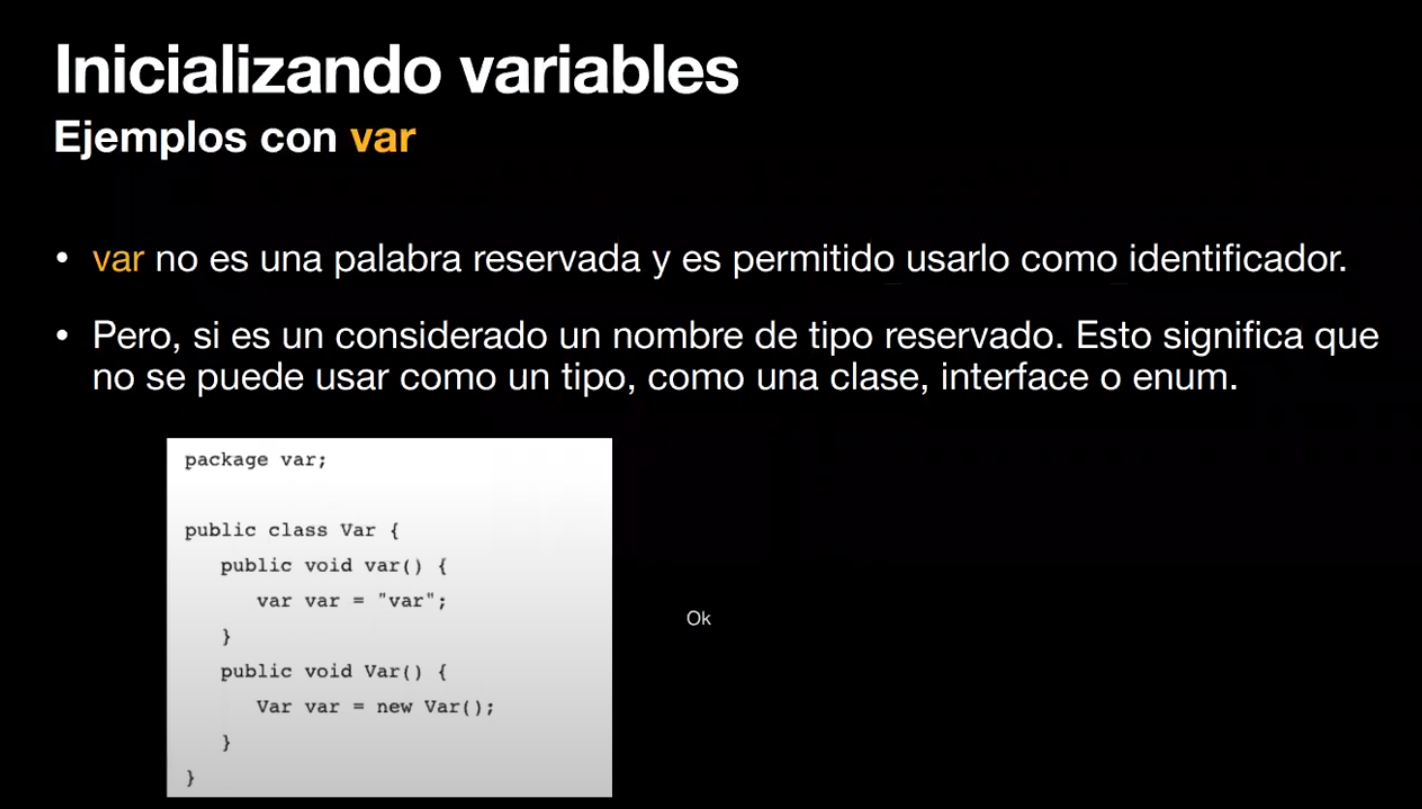 Inicializando variables
Ejemplos con var
• var no es una palabra reservada y es permitido usarlo como identificador.
• Pero, si es un considerado un nombre de tipo reservado. Esto significa que
no se puede usar como un tipo, como una clase, interface o enum.
package var;
public class Var {
public void var() {
var var = "var";
}
public void Var() {
Var var = new Var();
}
}
Ok